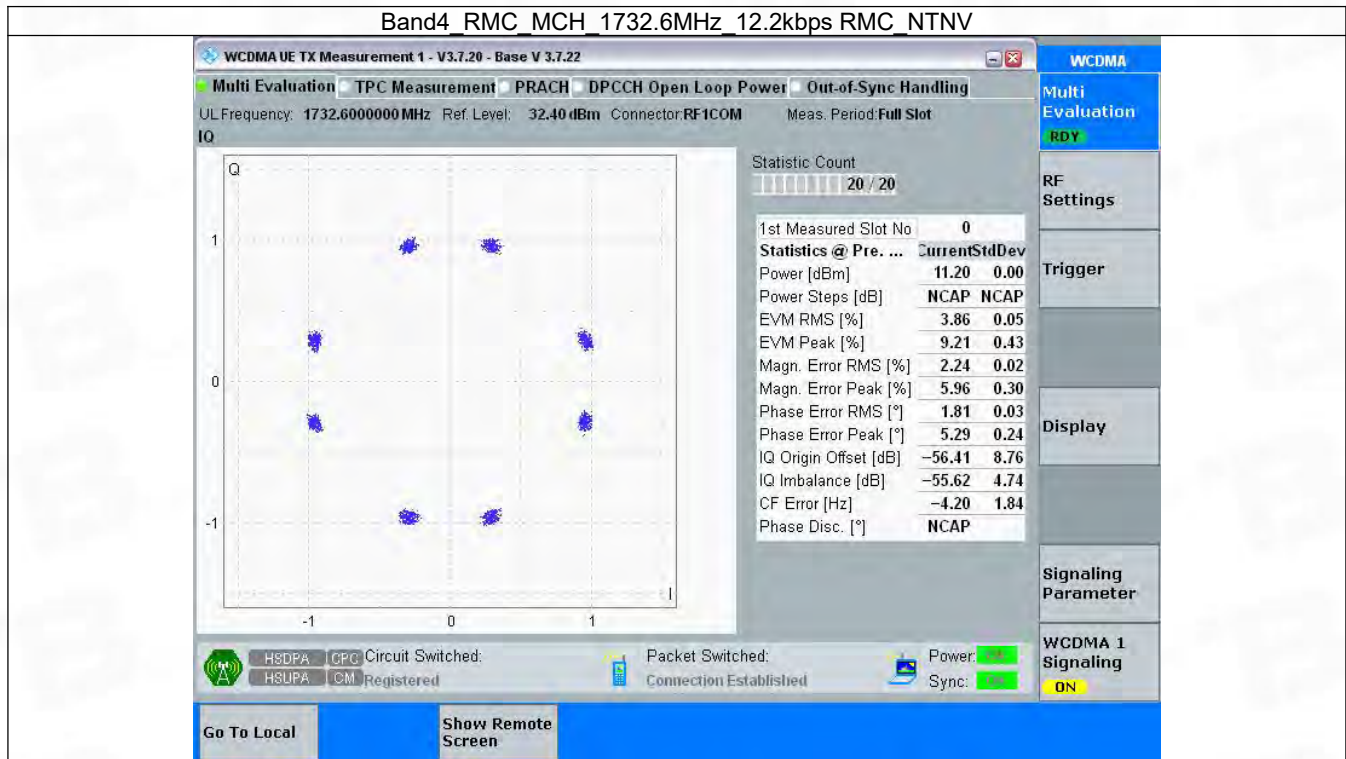 Band4_RMC_MCH_1732.6MHz_12.2kbps RMC_NTNV
WCDMA UE TX Measurement 1 - V3.7.20 - Base V 3.7.22
WCDMA
Multi Evaluation TPC Measurement PRACH DPCCH Open Loop Power Out-of-Sync Handling
Multi
Evaluation
RDY
UL Frequency: 1732.6000000 MHz Ref. Level: 32.40 dBm Connector:RF1COM Meas. Period:Full Slot
IQ
Q
1
0
-1
-1 0 1
I
Statistic Count
20 / 20
1st Measured Slot No 0
Statistics @ Pre. ... CurrentStdDev
Power [dBm] 11.20 0.00
Power Steps [dB] NCAP NCAP
EVM RMS [%] 3.86 0.05
EVM Peak [%] 9.21 0.43
Magn. Error RMS [%] 2.24 0.02
Magn. Error Peak [%] 5.96 0.30
Phase Error RMS [°] 1.81 0.03
Phase Error Peak [°] 5.29 0.24
IQ Origin Offset [dB] −56.41 8.76
IQ Imbalance [dB] −55.62 4.74
CF Error [Hz] −4.20 1.84
Phase Disc. [°] NCAP
RF
Settings
Trigger
Display
Signaling
Parameter
WCDMA 1
Signaling
ON
HSDPA CPC Circuit Switched: Packet Switched: Power:
HSUPA CM Registered Connection Established Sync:
Go To Local
Show Remote
Screen